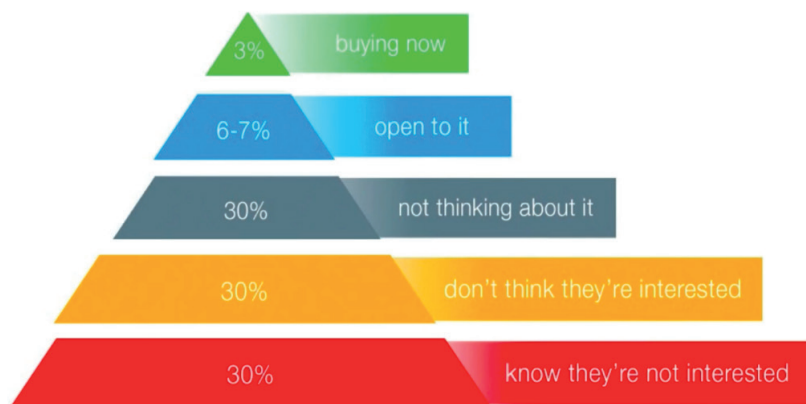 3% buying now
6-7% open to it
30% not thinking about it
30% don't think they're interested
30% know they're not interested